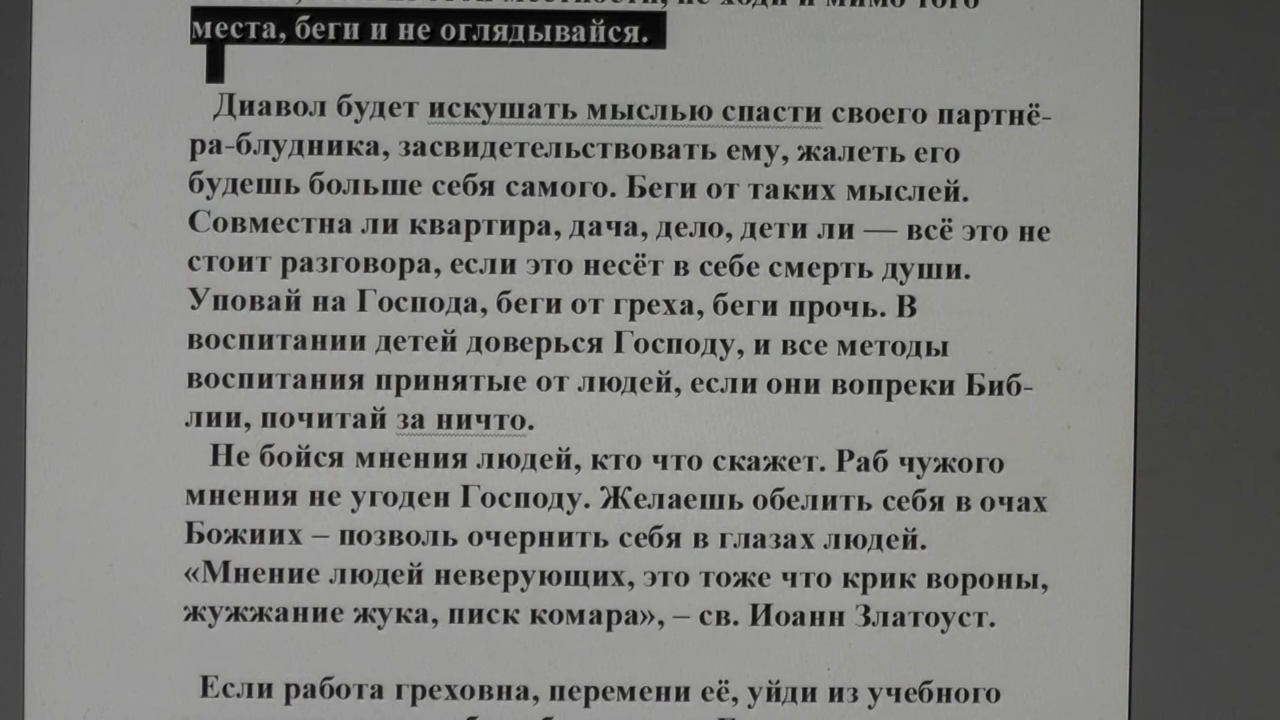 не ходи и мимо того
места, беги и не оглядывайся.
Диавол будет искушать мыслью спасти своего партнё-
ра-блудника, засвидетельствовать ему, жалеть его
будешь больше себя самого. Беги от таких мыслей.
Совместна ли квартира, дача, дело, дети ли — всё это не
стоит разговора, если это несёт в себе смерть души.
Уповай на Господа, беги от греха, беги прочь. В
воспитании детей доверься Господу, и все методы
воспитания принятые от людей, если они вопреки Биб-
лии, почитай за ничто.
Не бойся мнения людей, кто что скажет. Раб чужого
мнения не угоден Господу. Желаешь обелить себя в очах
Божиих – позволь очернить себя в глазах людей.
«Мнение людей неверующих, это тоже что крик вороны,
жужжание жука, писк комара», – св. Иоанн Златоуст.
Если работа греховна, перемени её, уйди из учебного